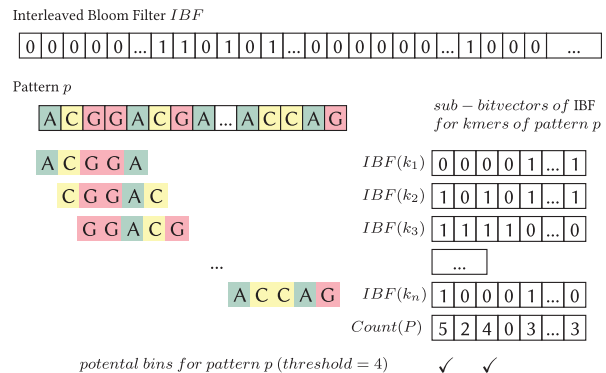 Interleaved Bloom Filter IBF
0 0 0 0 0 ... 1 1 0 1 0 1 ... 0 0 0 0 0 0 ... 1 0 0 0 ...
Pattern p
A C G G A C G A ... A C C A G
sub − bitvectors of IBF
for kmers of pattern p
A C G G A IBF(k1) 0 0 0 0 1 ... 1
C G G A C IBF(k2) 1 0 1 0 1 ... 1
G G A C G IBF(k3) 1 1 1 1 0 ... 0
... ...
A C C A G IBF(kn) 1 0 0 0 1 ... 0
Count(P) 5 2 4 0 3 ... 3
potental bins for pattern p (threshold = 4) ✓ ✓